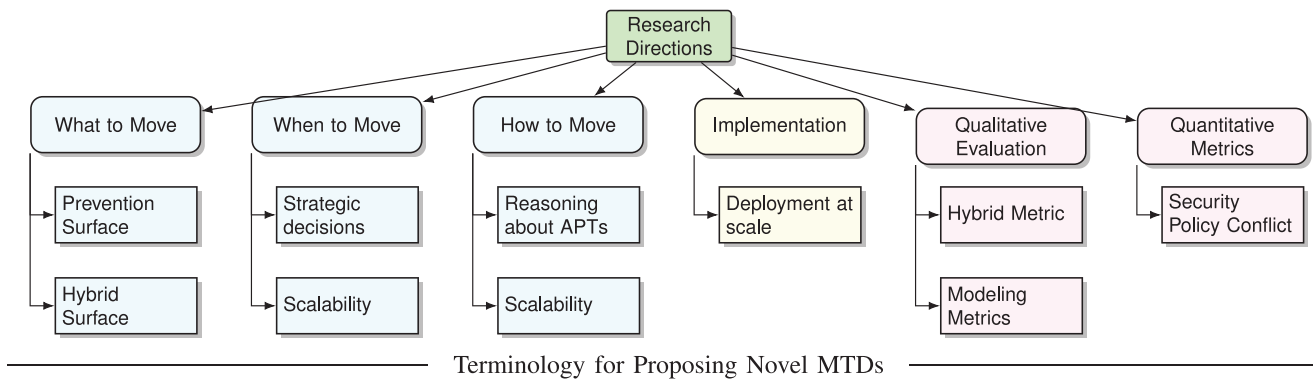 Research
Directions
What to Move
When to Move
How to Move
Implementation
Qualitative
Evaluation
Quantitative
Metrics
Prevention
Surface
Strategic
decisions
Reasoning
about APTs
Deployment at
scale
Hybrid Metric
Security
Policy Conflict
Hybrid
Surface
Scalability
Scalability
Modeling
Metrics
Terminology for Proposing Novel MTDs